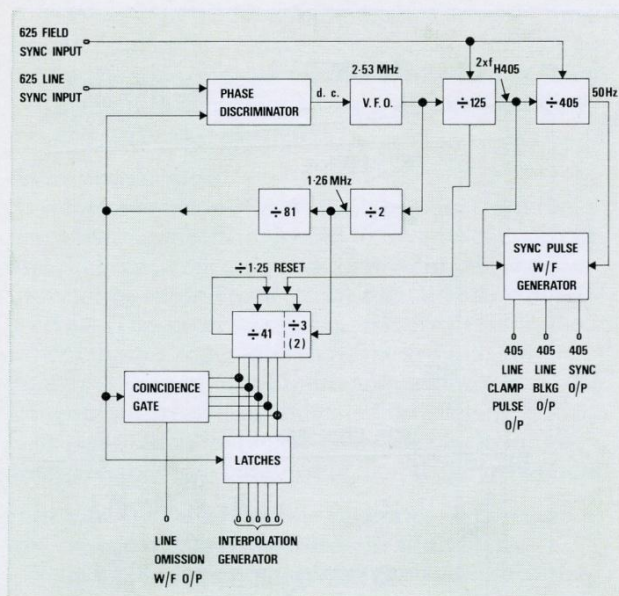 625 FIELD
SYNC INPUT
625 LINE
SYNC INPUT
PHASE
DISCRIMINATOR
d. c.
2·53 MHz
V. F. O.
÷125
2xf H405
÷405
50Hz
1·26 MHz
÷81
÷2
÷1·25 RESET
÷41
÷3
(2)
SYNC PULSE
W/F
GENERATOR
COINCIDENCE
GATE
LATCHES
405
LINE
CLAMP
PULSE
O/P
405
LINE
BLKG
O/P
405
SYNC
O/P
LINE
OMISSION
W/F O/P
INTERPOLATION
GENERATOR